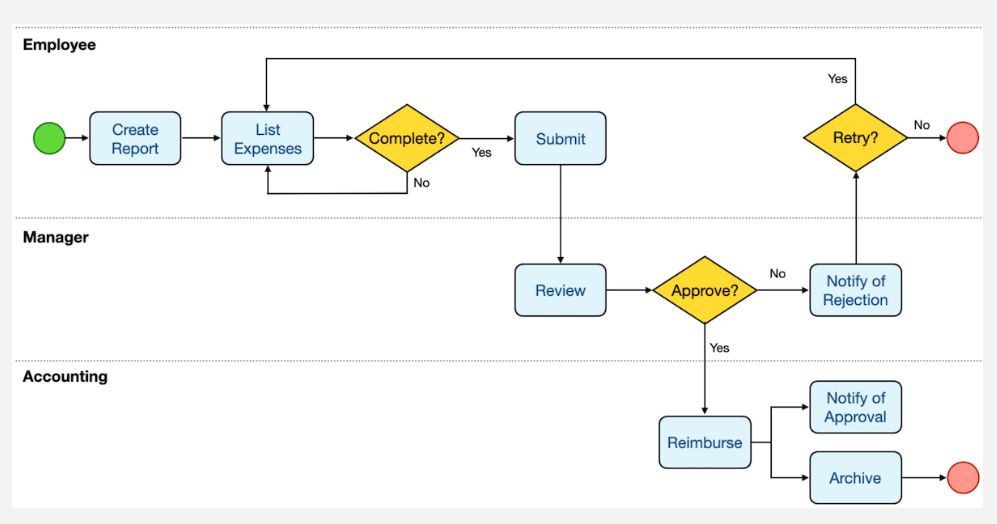 Employee
Yes
Create
Report
List
Expenses
Complete?
Yes
No
Submit
Retry?
No
Manager
Review
Approve?
No
Notify of
Rejection
Yes
Accounting
Reimburse
Notify of
Approval
Archive